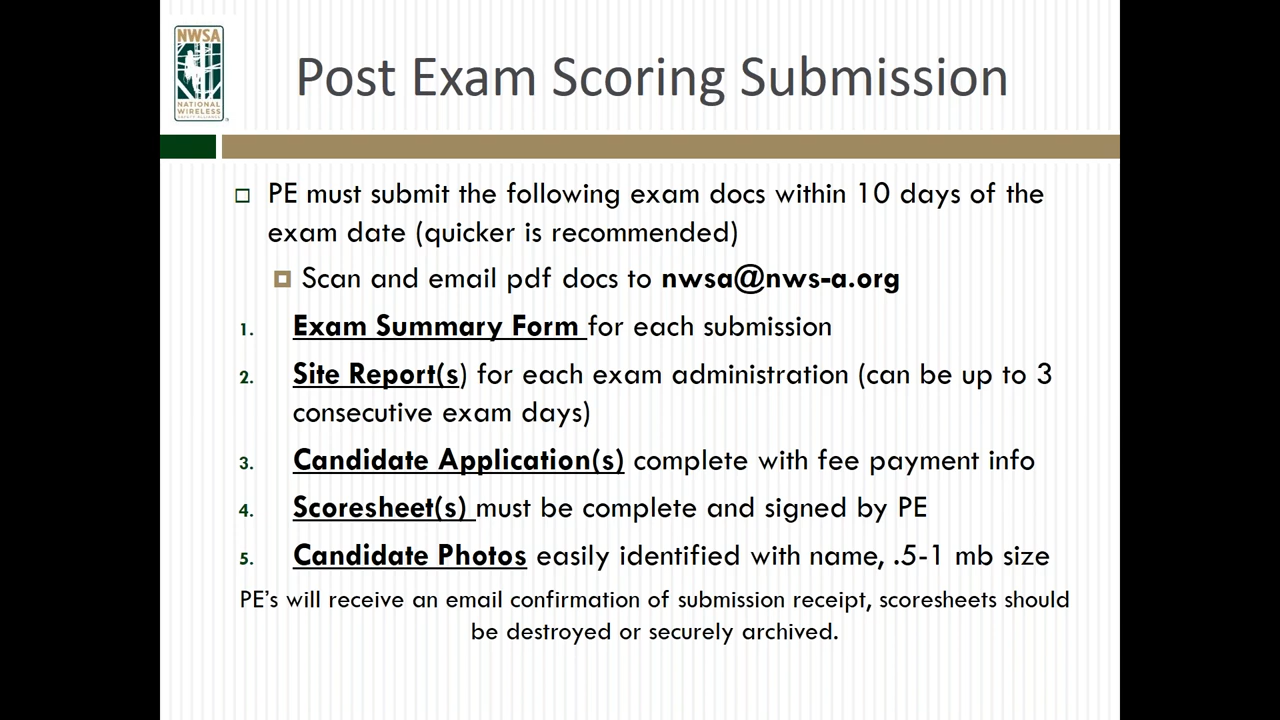 NWSA
NATIONAL
WIRELESS
SAFETY ALLIANCE
Post Exam Scoring Submission
PE must submit the following exam docs within 10 days of the
exam date (quicker is recommended)
Scan and email pdf docs to nwsa@nws-a.org
1. Exam Summary Form for each submission
2. Site Report(s) for each exam administration (can be up to 3
consecutive exam days)
3. Candidate Application(s) complete with fee payment info
4. Scoresheet(s) must be complete and signed by PE
5. Candidate Photos easily identified with name, .5-1 mb size
PE's will receive an email confirmation of submission receipt, scoresheets should
be destroyed or securely archived.